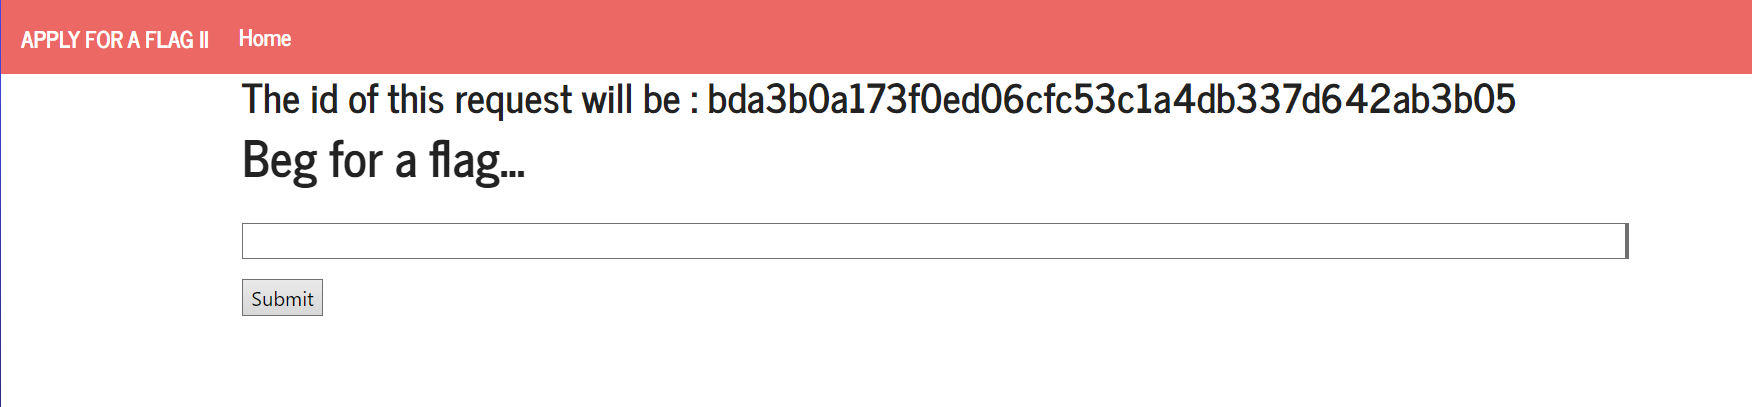 APPLY FOR A FLAG II Home
The id of this request will be : bda3b0a173f0ed06cfc53c1a4db337d642ab3b05
Beg for a flag...
Submit